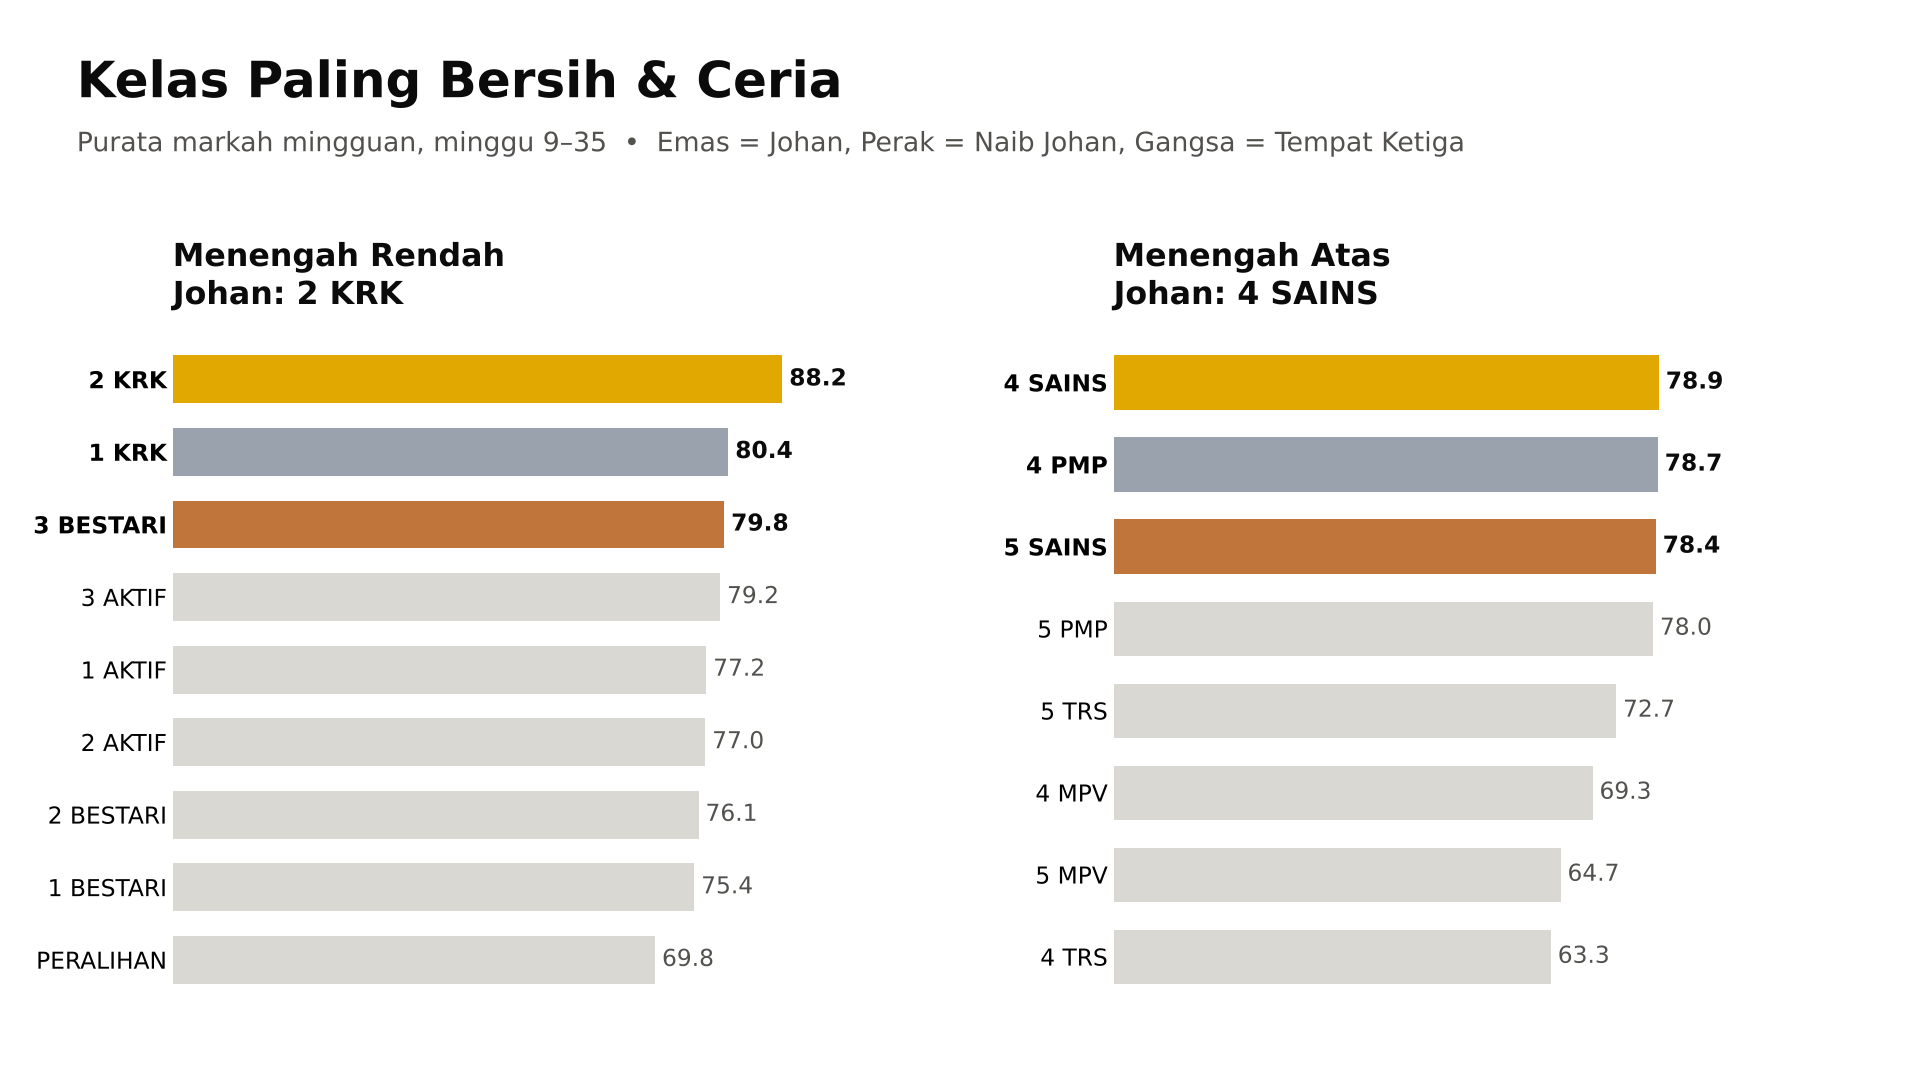 Kelas Paling Bersih & Ceria
Purata markah mingguan, minggu 9–35 • Emas = Johan, Perak = Naib Johan, Gangsa = Tempat Ketiga
Menengah Rendah
Johan: 2 KRK
2 KRK 88.2
1 KRK 80.4
3 BESTARI 79.8
3 AKTIF 79.2
1 AKTIF 77.2
2 AKTIF 77.0
2 BESTARI 76.1
1 BESTARI 75.4
PERALIHAN 69.8
Menengah Atas
Johan: 4 SAINS
4 SAINS 78.9
4 PMP 78.7
5 SAINS 78.4
5 PMP 78.0
5 TRS 72.7
4 MPV 69.3
5 MPV 64.7
4 TRS 63.3